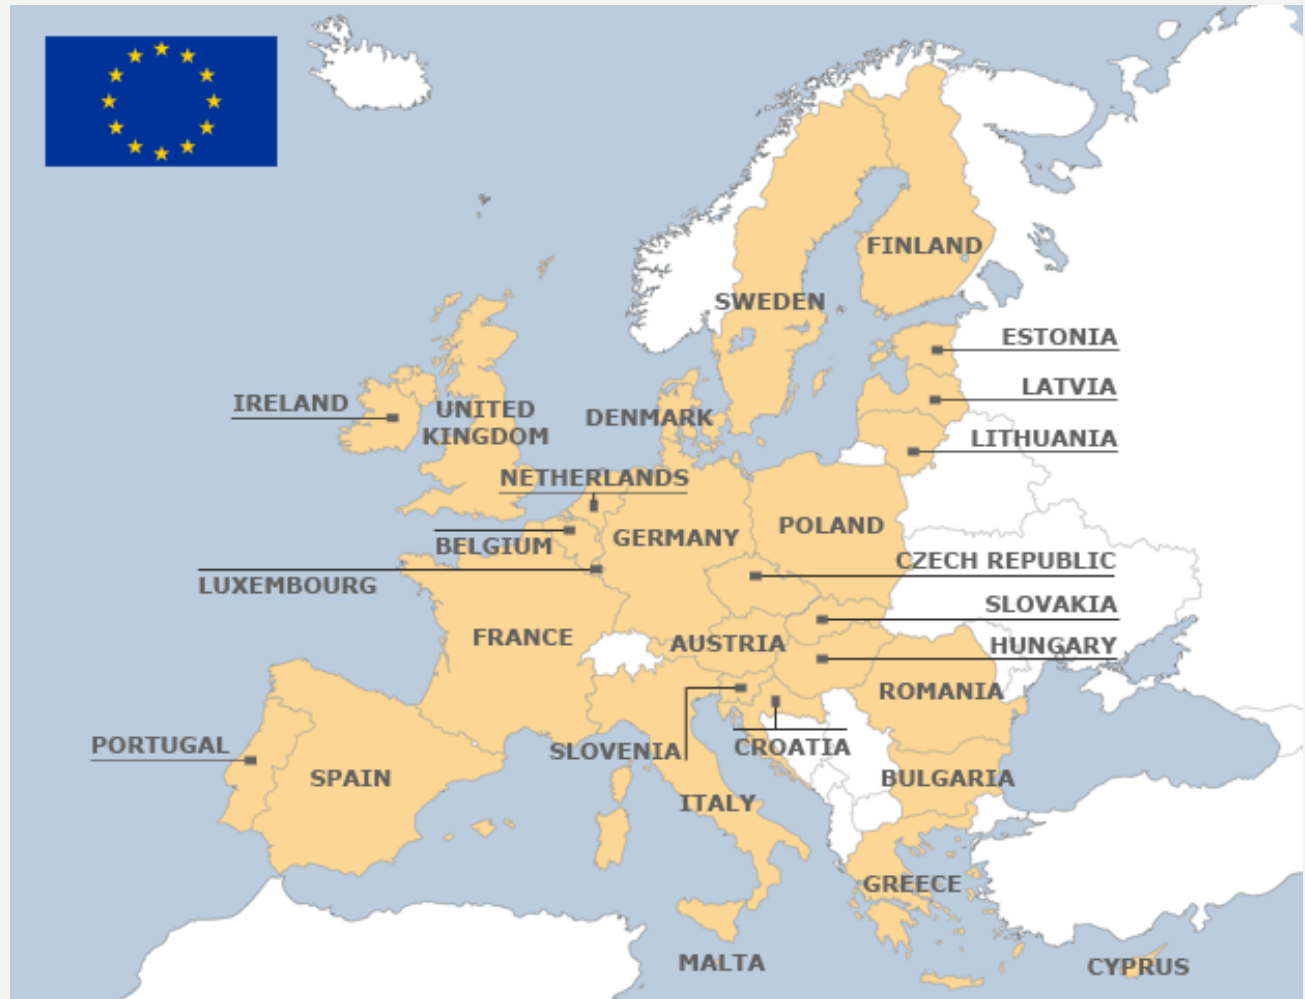 FINLAND
SWEDEN
ESTONIA
LATVIA
IRELAND
UNITED
KINGDOM
DENMARK
LITHUANIA
NETHERLANDS
POLAND
GERMANY
BELGIUM
CZECH REPUBLIC
LUXEMBOURG
SLOVAKIA
FRANCE
AUSTRIA
HUNGARY
ROMANIA
PORTUGAL
SLOVENIA
CROATIA
SPAIN
BULGARIA
ITALY
GREECE
MALTA
CYPRUS